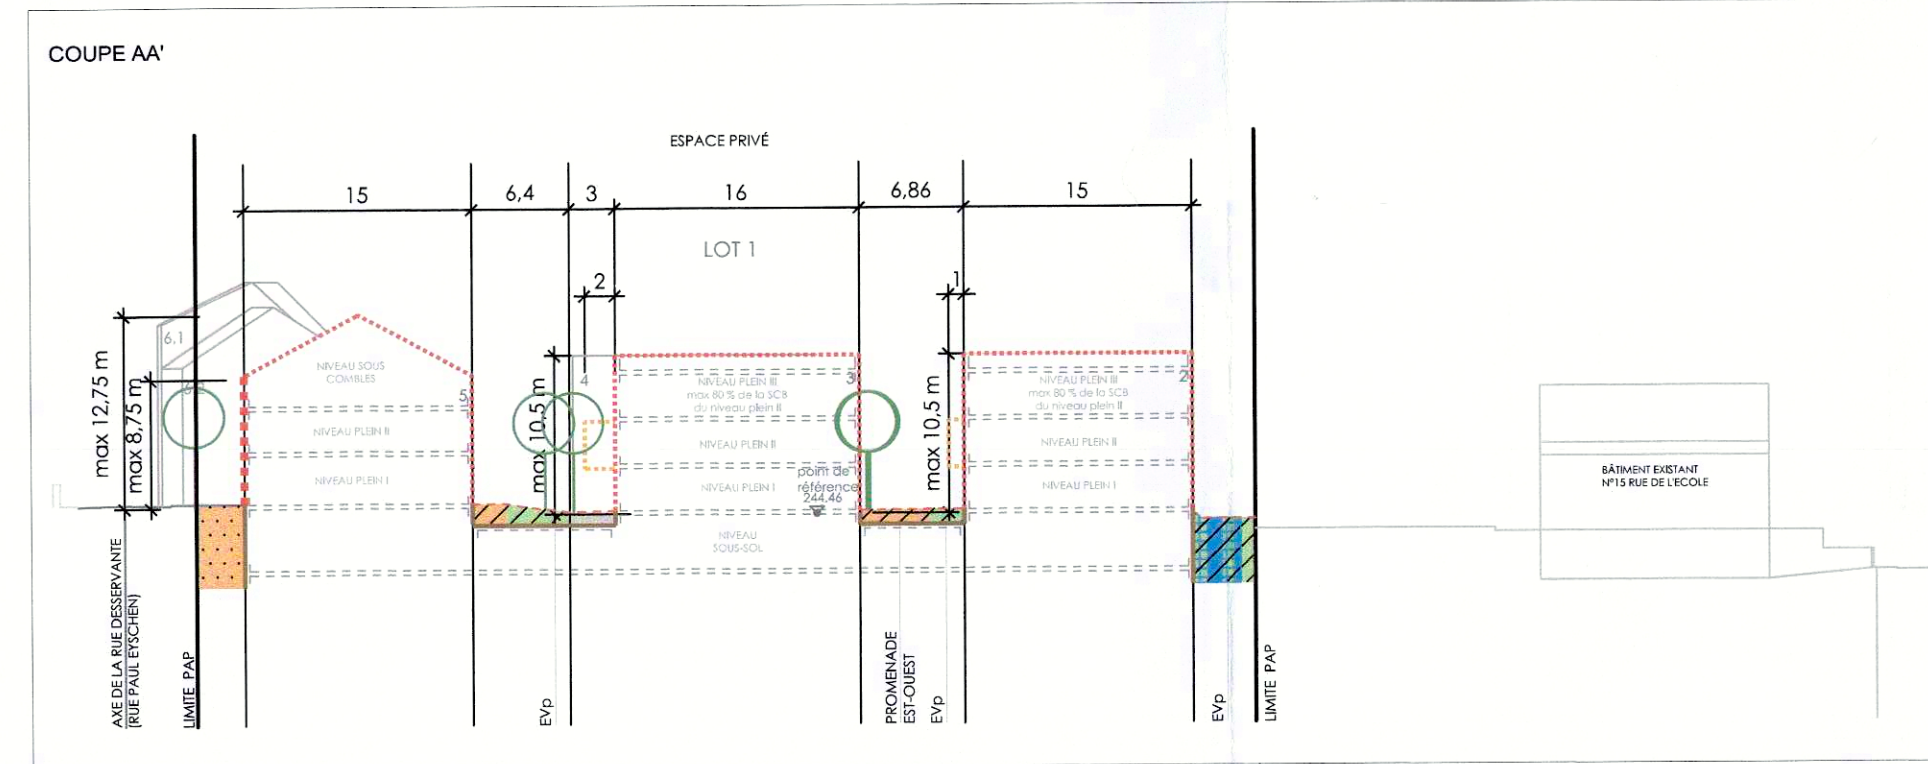 COUPE AA'
ESPACE PRIVÉ
15
6,4
3
16
6,86
15
LOT 1
2
1
max 12,75 m
max 8,75 m
6.1
NIVEAU SOUS
COMBLES
5
NIVEAU PLEIN II
NIVEAU PLEIN I
max 10,5 m
4
NIVEAU PLEIN III
max 80 % de la SCB
du niveau plein II
3
NIVEAU PLEIN II
NIVEAU PLEIN I
point de
référence
244.46
NIVEAU
SOUS-SOL
max 10,5 m
NIVEAU PLEIN III
max 80 % de la SCB
du niveau plein II
2
NIVEAU PLEIN II
NIVEAU PLEIN I
BÂTIMENT EXISTANT
N°15 RUE DE L'ECOLE
AXE DE LA RUE DESSERVANTE
(RUE PAUL EYSCHEN)
LIMITE PAP
EVp
PROMENADE
EST-OUEST
EVp
EVp
LIMITE PAP